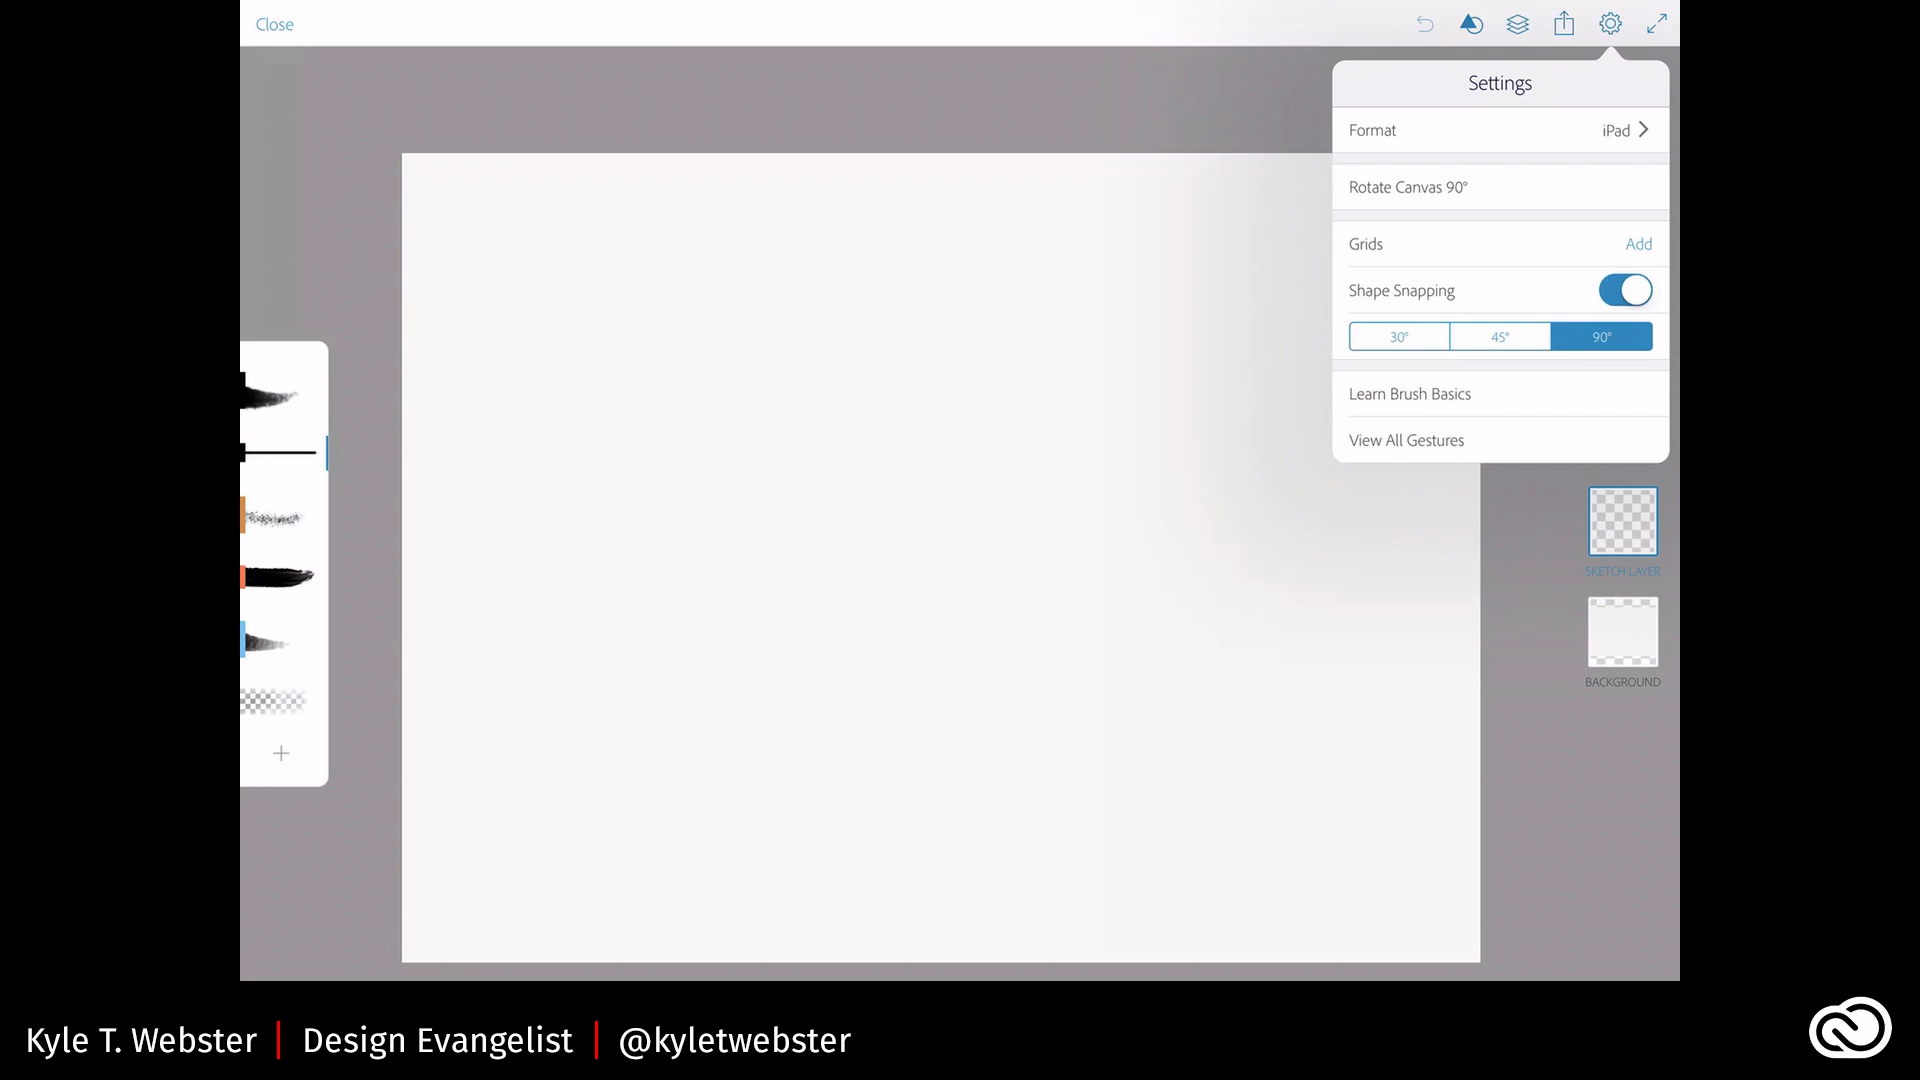 Close
Settings
Format
iPad
Rotate Canvas 90°
Grids
Add
Shape Snapping
30°
45°
90°
Learn Brush Basics
View All Gestures
SKETCH LAYER
BACKGROUND
Kyle T. Webster | Design Evangelist | @kyletwebster